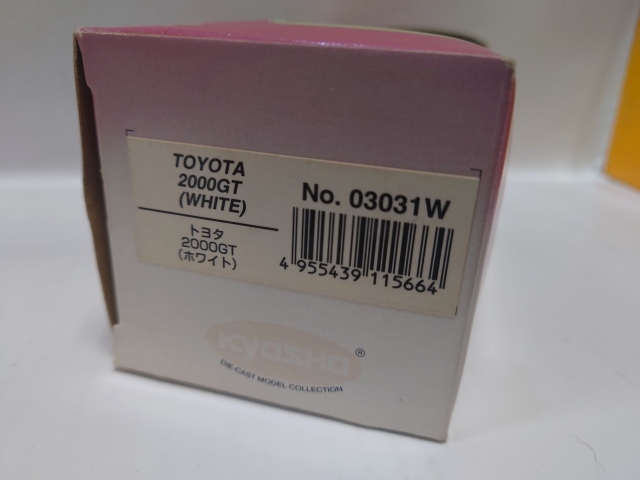 TOYOTA
2000GT
(WHITE)
トヨタ
2000GT
(ホワイト)
No. 03031W
4 955439 115664
KYOSHO ®
DIE-CAST MODEL COLLECTION